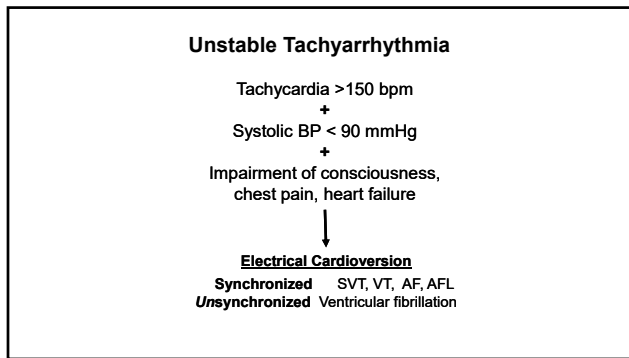 Unstable Tachyarrhythmia
Tachycardia >150 bpm
+
Systolic BP < 90 mmHg
+
Impairment of consciousness,
chest pain, heart failure
Electrical Cardioversion
Synchronized SVT, VT, AF, AFL
Unsynchronized Ventricular fibrillation